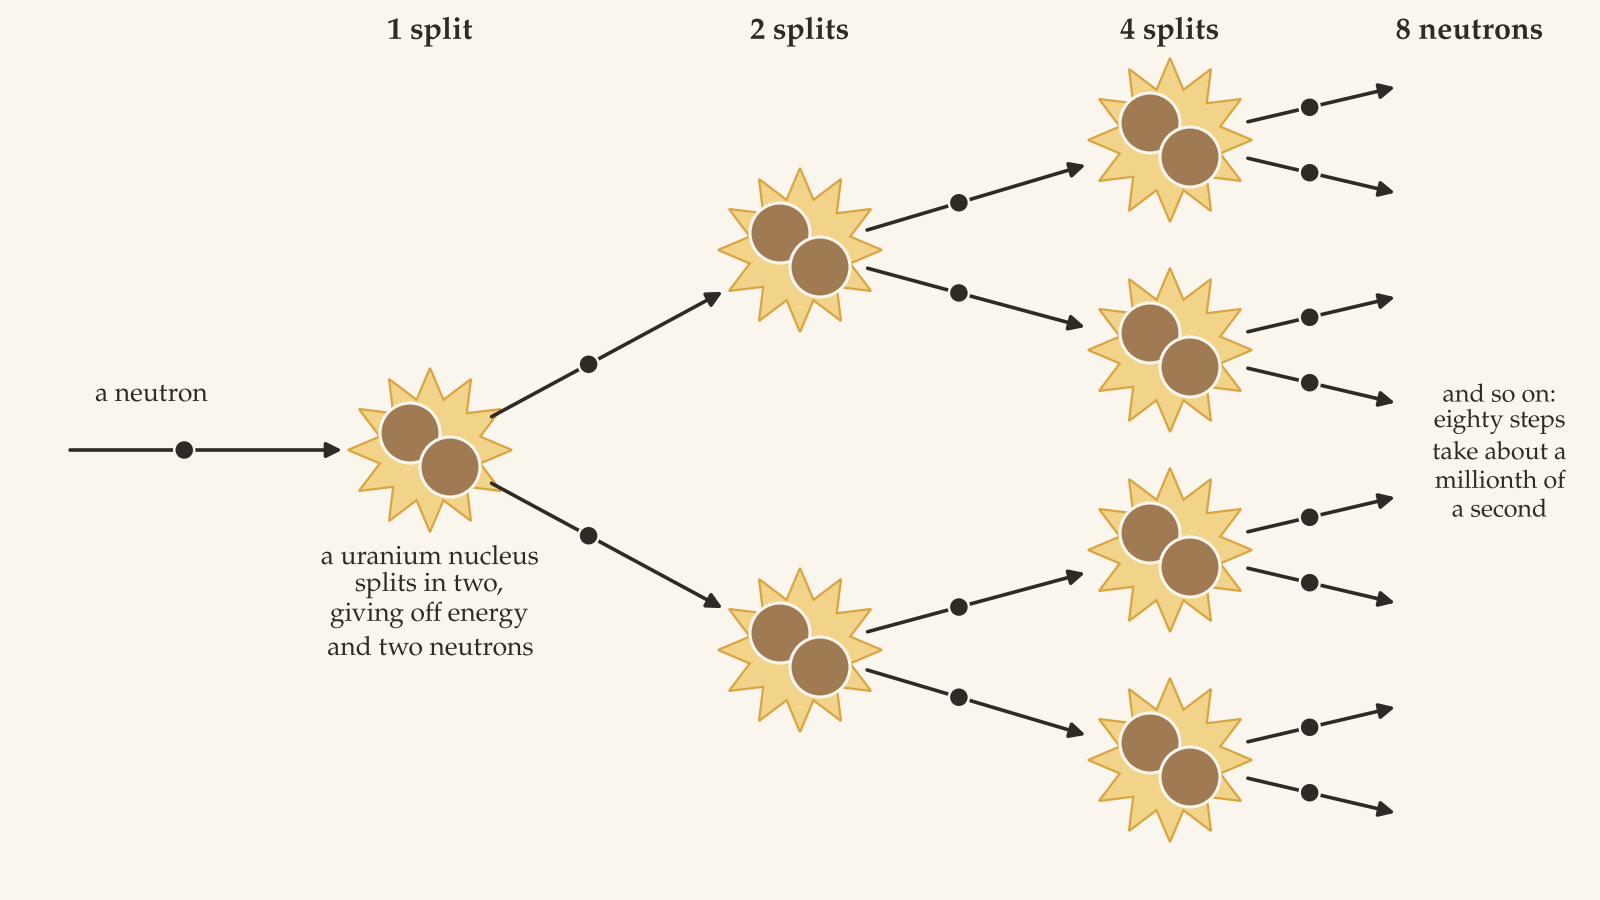 1 split
2 splits
4 splits
8 neutrons
a neutron
a uranium nucleus
splits in two,
giving off energy
and two neutrons
and so on:
eighty steps
take about a
millionth of
a second